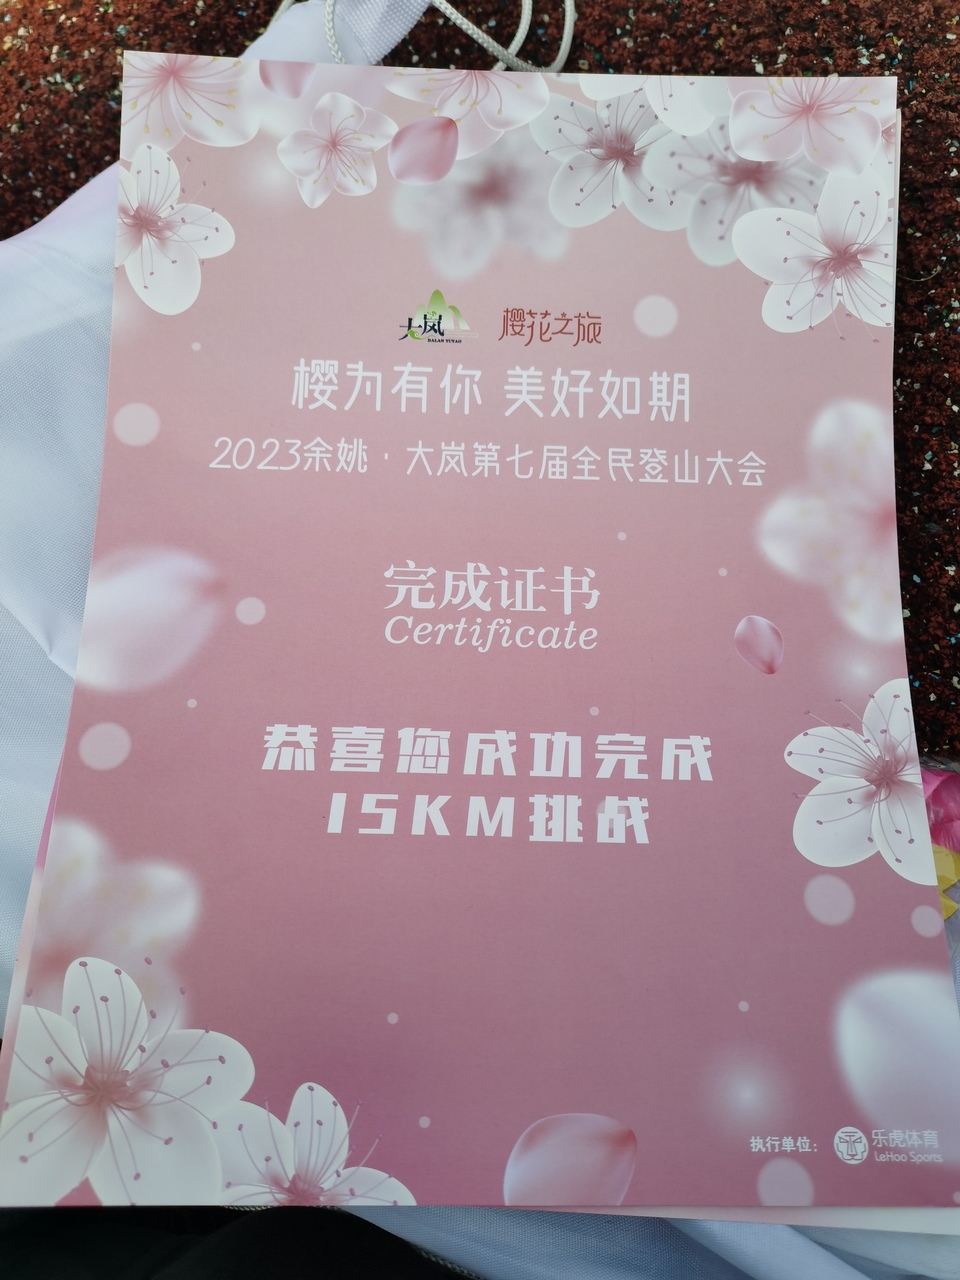 大岚 樱花之旅
DALAN YUYAO
樱为有你 美好如期
2023余姚·大岚第七届全民登山大会
完成证书
Certificate
恭喜您成功完成
15KM挑战
执行单位：乐虎体育
LeHoo Sports